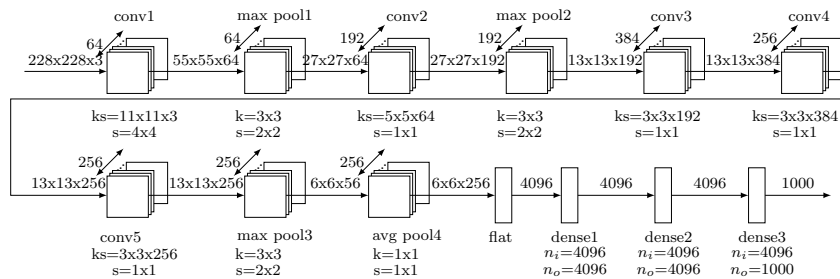 conv1 max pool1 conv2 max pool2 conv3 conv4
64 64 192 192 384 256
228x228x3 55x55x64 27x27x64 27x27x192 13x13x192 13x13x384
ks=11x11x3 k=3x3 ks=5x5x64 k=3x3 ks=3x3x192 ks=3x3x384
s=4x4 s=2x2 s=1x1 s=2x2 s=1x1 s=1x1
256 256 256
13x13x256 13x13x256 6x6x56 6x6x256 4096 4096 4096 1000
conv5 max pool3 avg pool4 flat dense1 dense2 dense3
ks=3x3x256 k=3x3 k=1x1 n_i=4096 n_i=4096 n_i=4096
s=1x1 s=2x2 s=1x1 n_o=4096 n_o=4096 n_o=1000